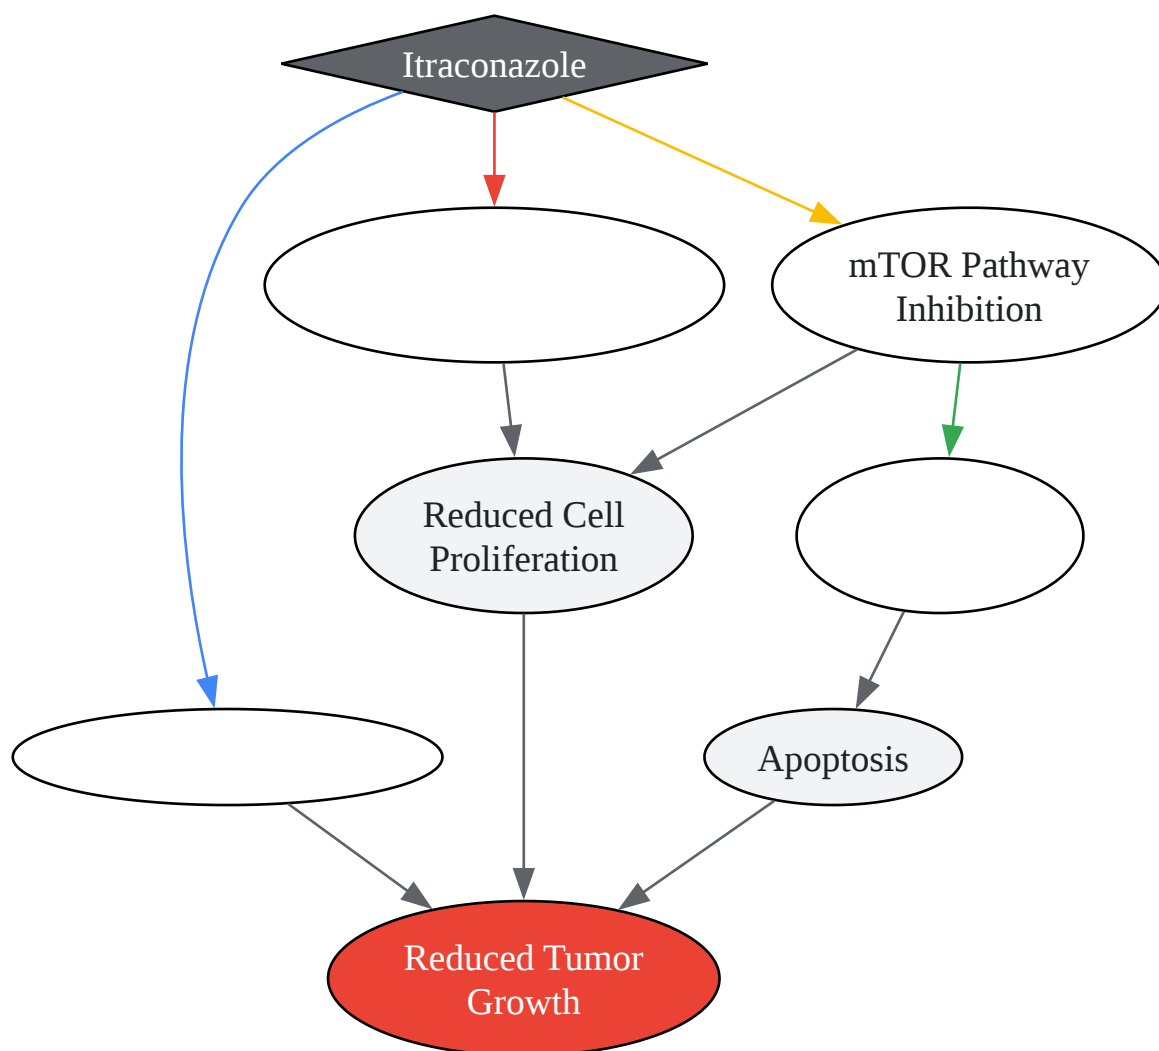 Itraconazole
mTOR Pathway
Inhibition
Reduced Cell
Proliferation
Apoptosis
Reduced Tumor
Growth